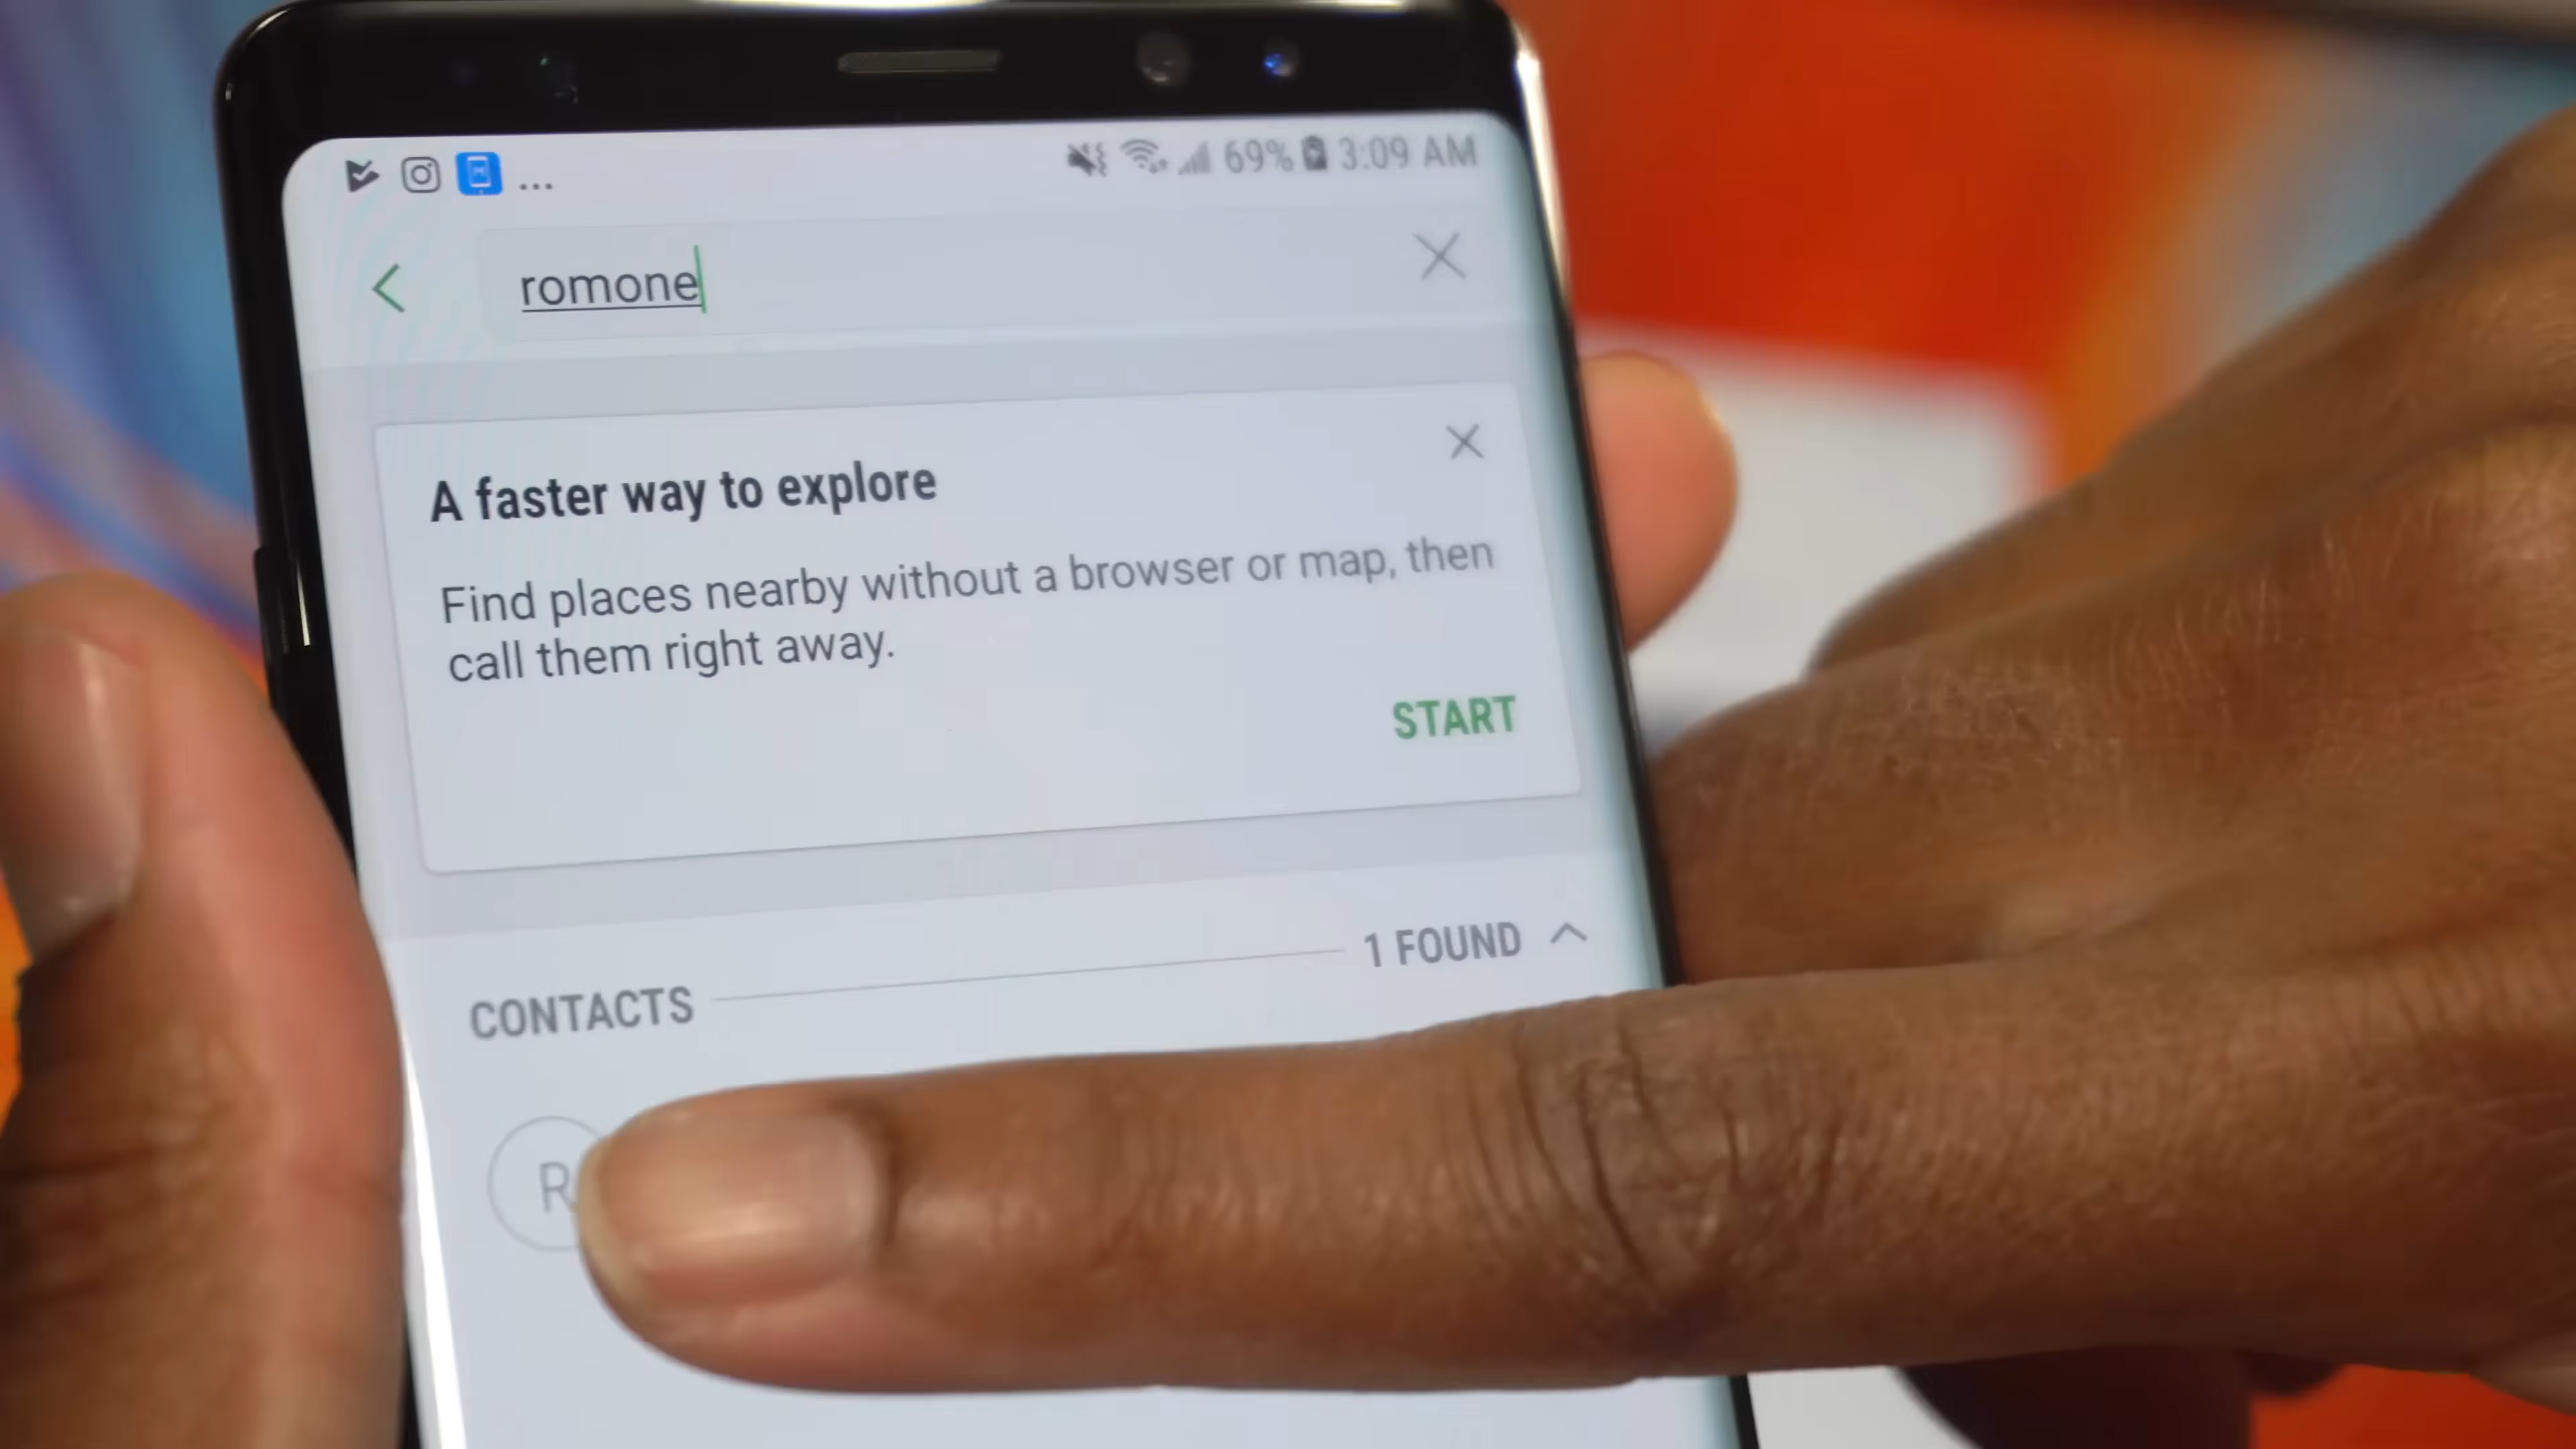 ... 69% 3:09 AM
romone
A faster way to explore
Find places nearby without a browser or map, then
call them right away.
START
CONTACTS 1 FOUND
R